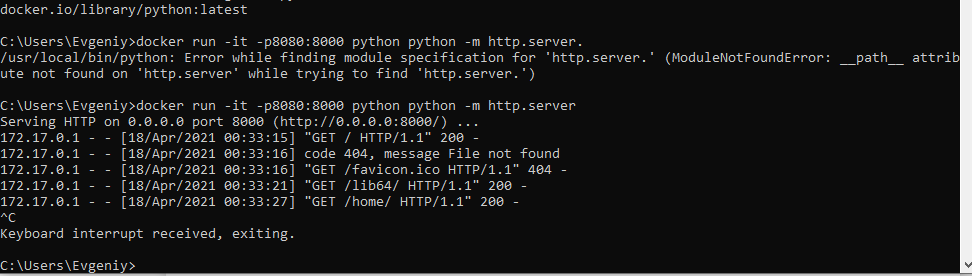 docker.io/library/python:latest
C:\Users\Evgeniy>docker run -it -p8080:8000 python python -m http.server.
/usr/local/bin/python: Error while finding module specification for 'http.server.' (ModuleNotFoundError: __path__ attrib
ute not found on 'http.server' while trying to find 'http.server.')
C:\Users\Evgeniy>docker run -it -p8080:8000 python python -m http.server
Serving HTTP on 0.0.0.0 port 8000 (http://0.0.0.0:8000/) ...
172.17.0.1 - - [18/Apr/2021 00:33:15] "GET / HTTP/1.1" 200 -
172.17.0.1 - - [18/Apr/2021 00:33:16] code 404, message File not found
172.17.0.1 - - [18/Apr/2021 00:33:16] "GET /favicon.ico HTTP/1.1" 404 -
172.17.0.1 - - [18/Apr/2021 00:33:21] "GET /lib64/ HTTP/1.1" 200 -
172.17.0.1 - - [18/Apr/2021 00:33:27] "GET /home/ HTTP/1.1" 200 -
^C
Keyboard interrupt received, exiting.
C:\Users\Evgeniy>